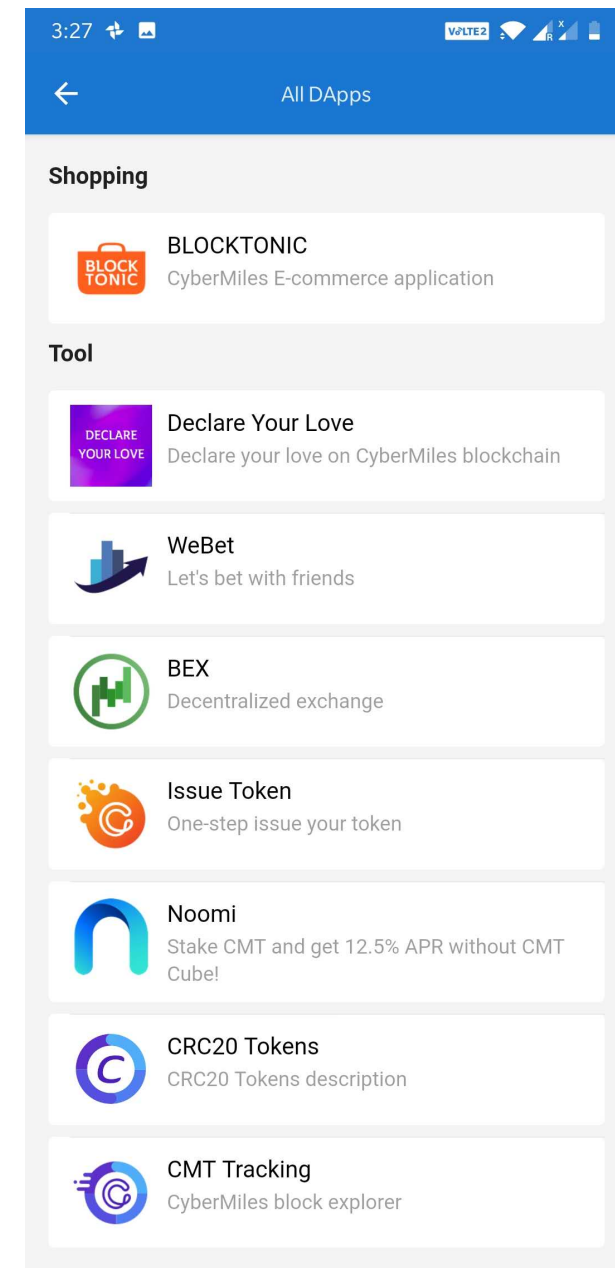 3:27
VoLTE2
R
X
All DApps
Shopping
BLOCK
TONIC
BLOCKTONIC
CyberMiles E-commerce application
Tool
DECLARE
YOUR LOVE
Declare Your Love
Declare your love on CyberMiles blockchain
WeBet
Let's bet with friends
BEX
Decentralized exchange
Issue Token
One-step issue your token
Noomi
Stake CMT and get 12.5% APR without CMT
Cube!
C
CRC20 Tokens
CRC20 Tokens description
CMT Tracking
CyberMiles block explorer